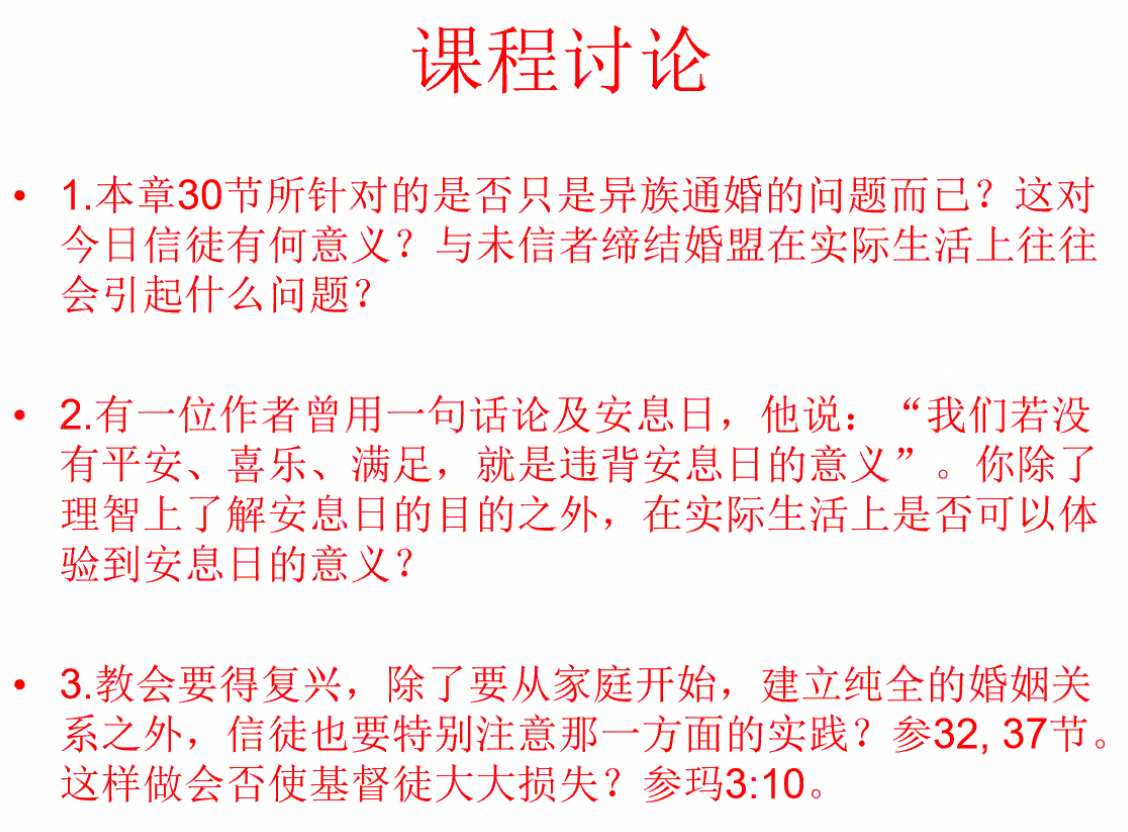 课程讨论
• 1.本章30节所针对的是否只是异族通婚的问题而已？这对
今日信徒有何意义？与未信者缔结婚盟在实际生活上往往
会引起什么问题？
• 2.有一位作者曾用一句话论及安息日，他说：“我们若没
有平安、喜乐、满足，就是违背安息日的意义”。你除了
理智上了解安息日的目的之外，在实际生活上是否可以体
验到安息日的意义？
• 3.教会要得复兴，除了要从家庭开始，建立纯全的婚姻关
系之外，信徒也要特别注意那一方面的实践？参32, 37节。
这样做会否使基督徒大大损失？参玛3:10。